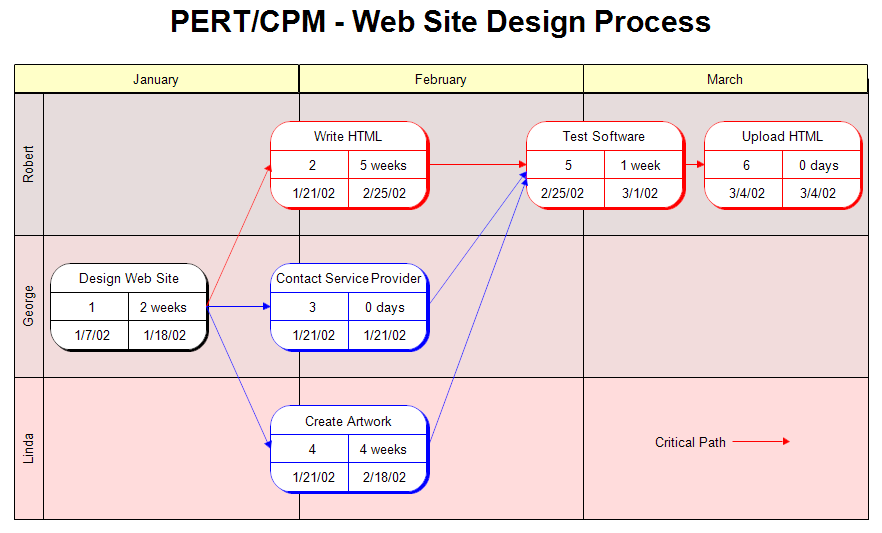 PERT/CPM - Web Site Design Process
January February March
Robert
Write HTML
2 5 weeks
1/21/02 2/25/02
Test Software
5 1 week
2/25/02 3/1/02
Upload HTML
6 0 days
3/4/02 3/4/02
George
Design Web Site
1 2 weeks
1/7/02 1/18/02
Contact Service Provider
3 0 days
1/21/02 1/21/02
Linda
Create Artwork
4 4 weeks
1/21/02 2/18/02
Critical Path